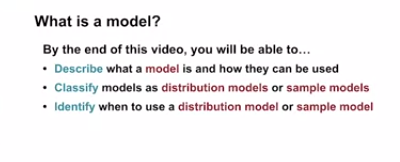 What is a model?
By the end of this video, you will be able to...
• Describe what a model is and how they can be used
• Classify models as distribution models or sample models
• Identify when to use a distribution model or sample model